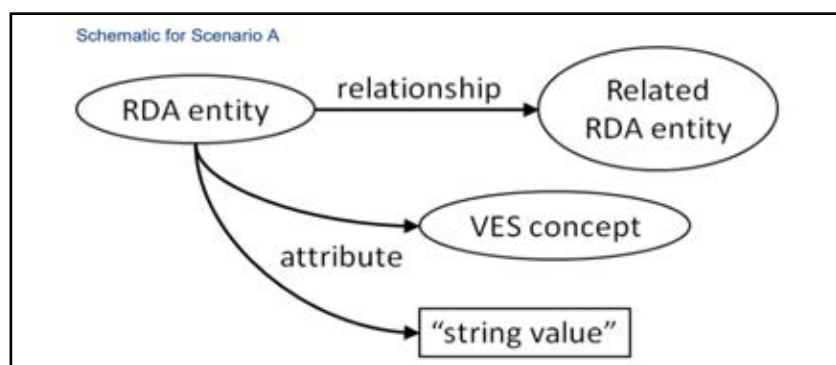 Schematic for Scenario A
RDA entity
relationship
Related
RDA entity
VES concept
attribute
“string value”